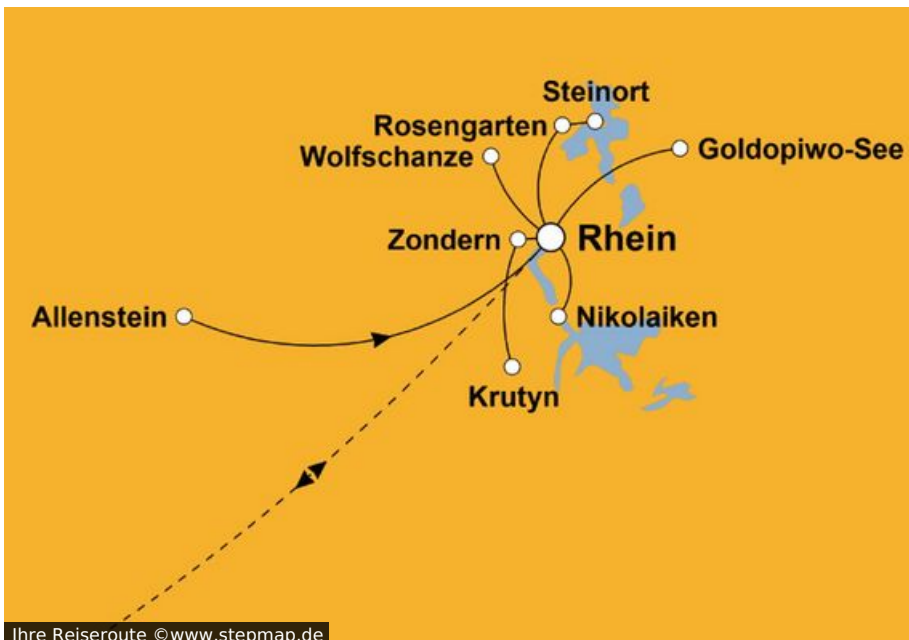 Steinort
Rosengarten
Wolfschanze
Goldopiwo-See
Zondern
Rhein
Allenstein
Nikolaiken
Krutyn
Ihre Reiseroute ©www.stepmap.de